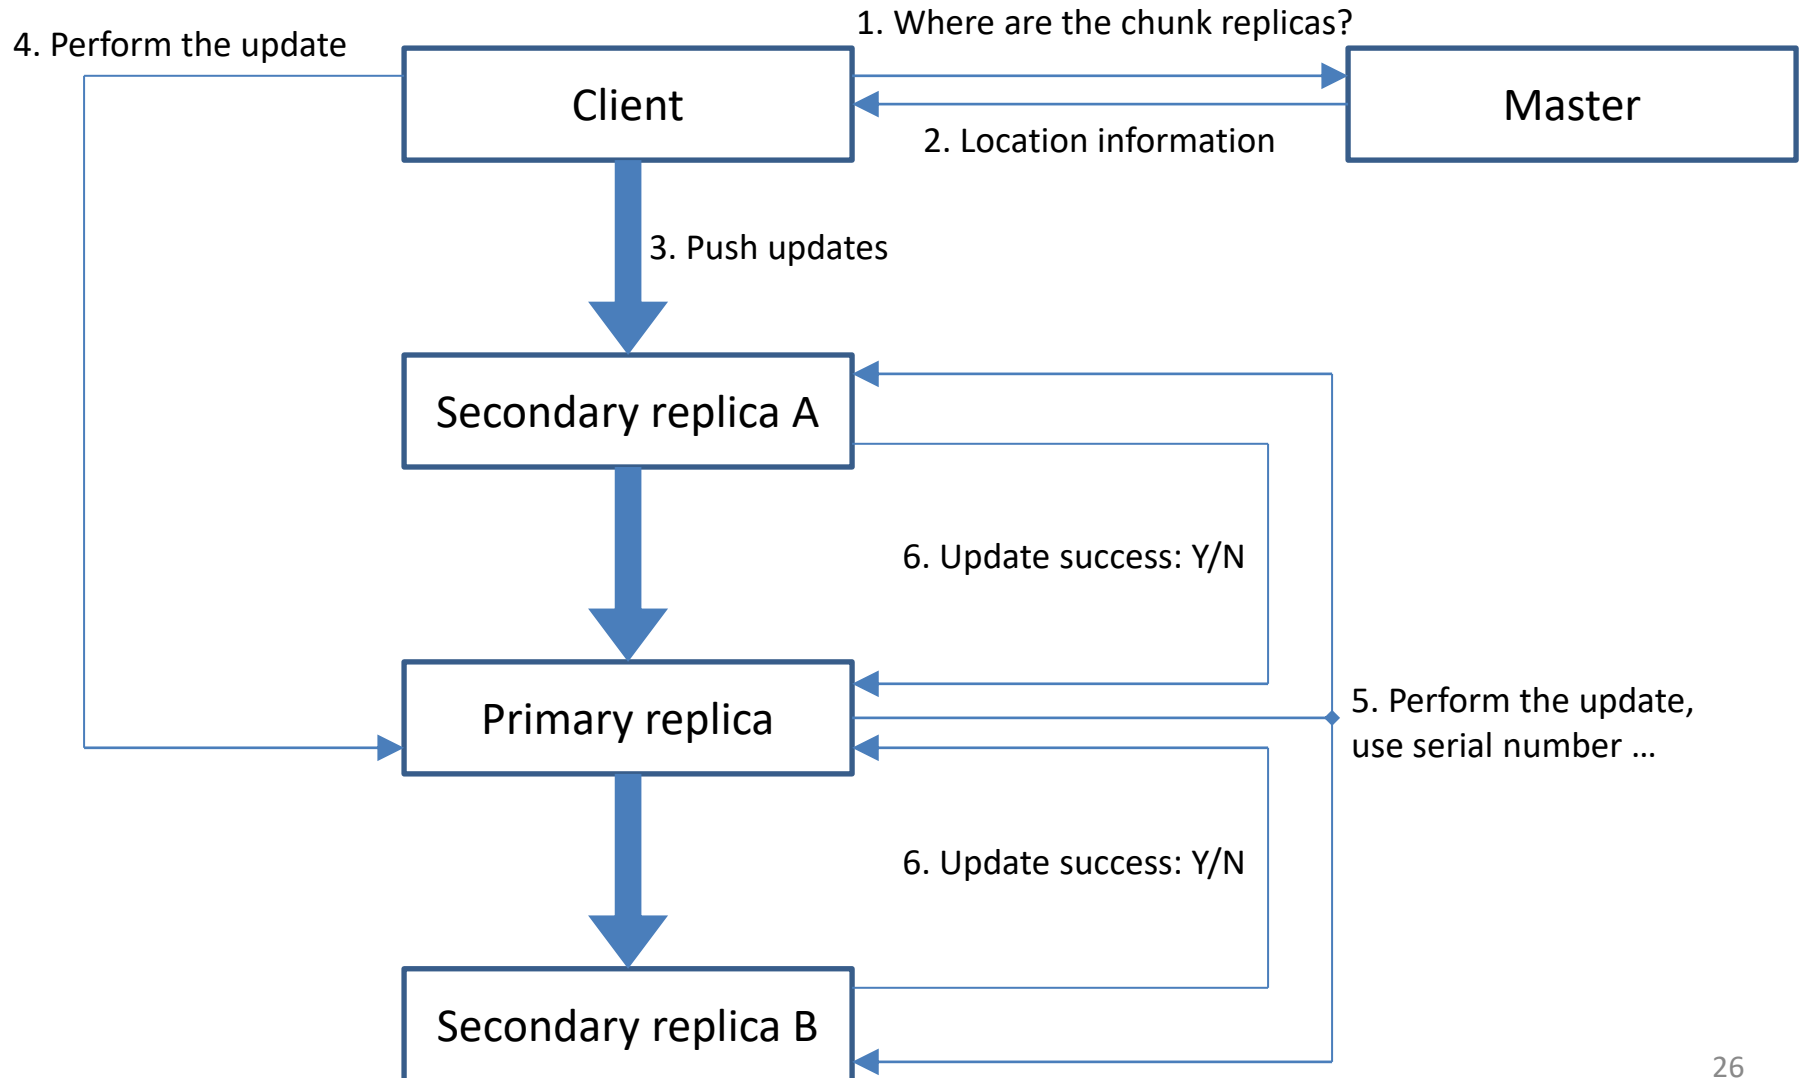 1. Where are the chunk replicas?
4. Perform the update
Client
Master
2. Location information
3. Push updates
Secondary replica A
6. Update success: Y/N
Primary replica
5. Perform the update,
use serial number ...
6. Update success: Y/N
Secondary replica B
26